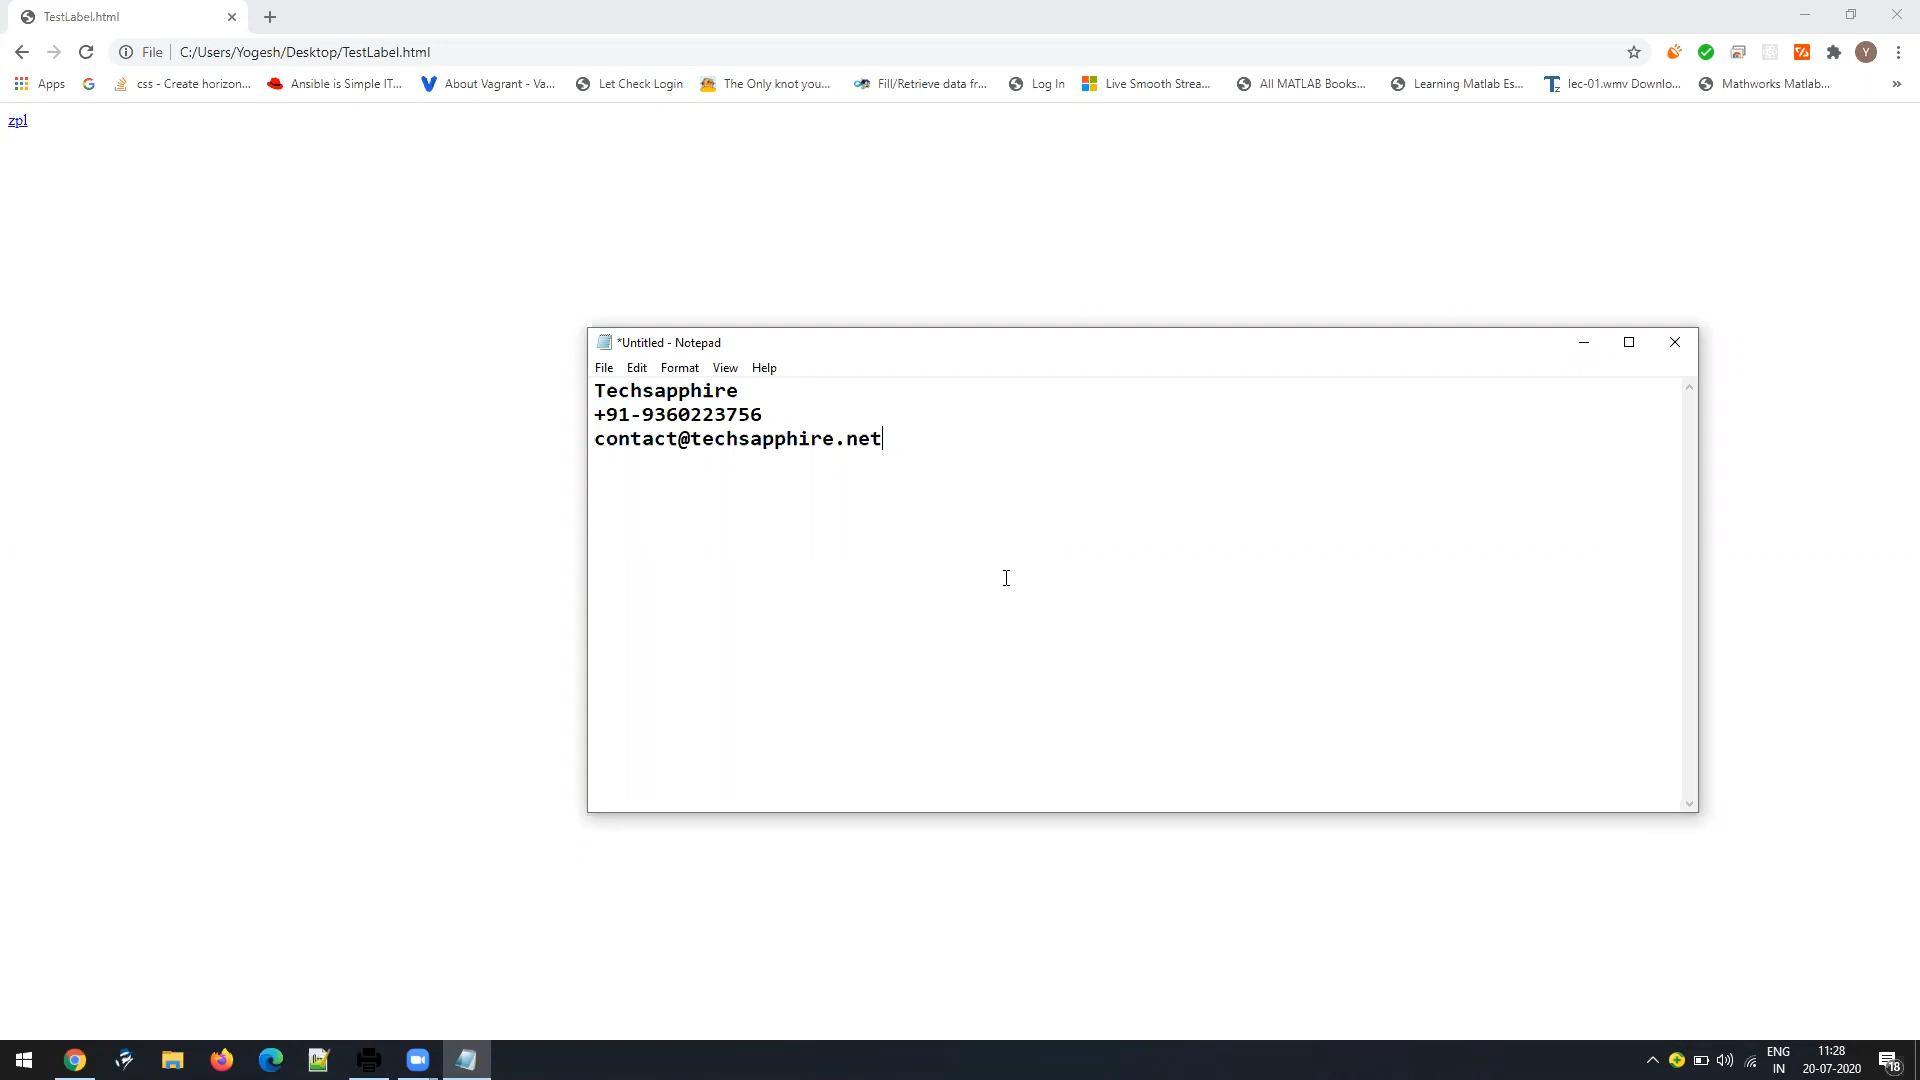 TestLabel.html
File C:/Users/Yogesh/Desktop/TestLabel.html
Y
Apps css - Create horizon... Ansible is Simple IT... About Vagrant - Va... Let Check Login The Only knot you... Fill/Retrieve data fr... Log In Live Smooth Strea... All MATLAB Books... Learning Matlab Es... lec-01.wmv Downlo... Mathworks Matlab... »
zpl
*Untitled - Notepad
File Edit Format View Help
Techsapphire
+91-9360223756
contact@techsapphire.net
ENG 11:28
IN 20-07-2020 18